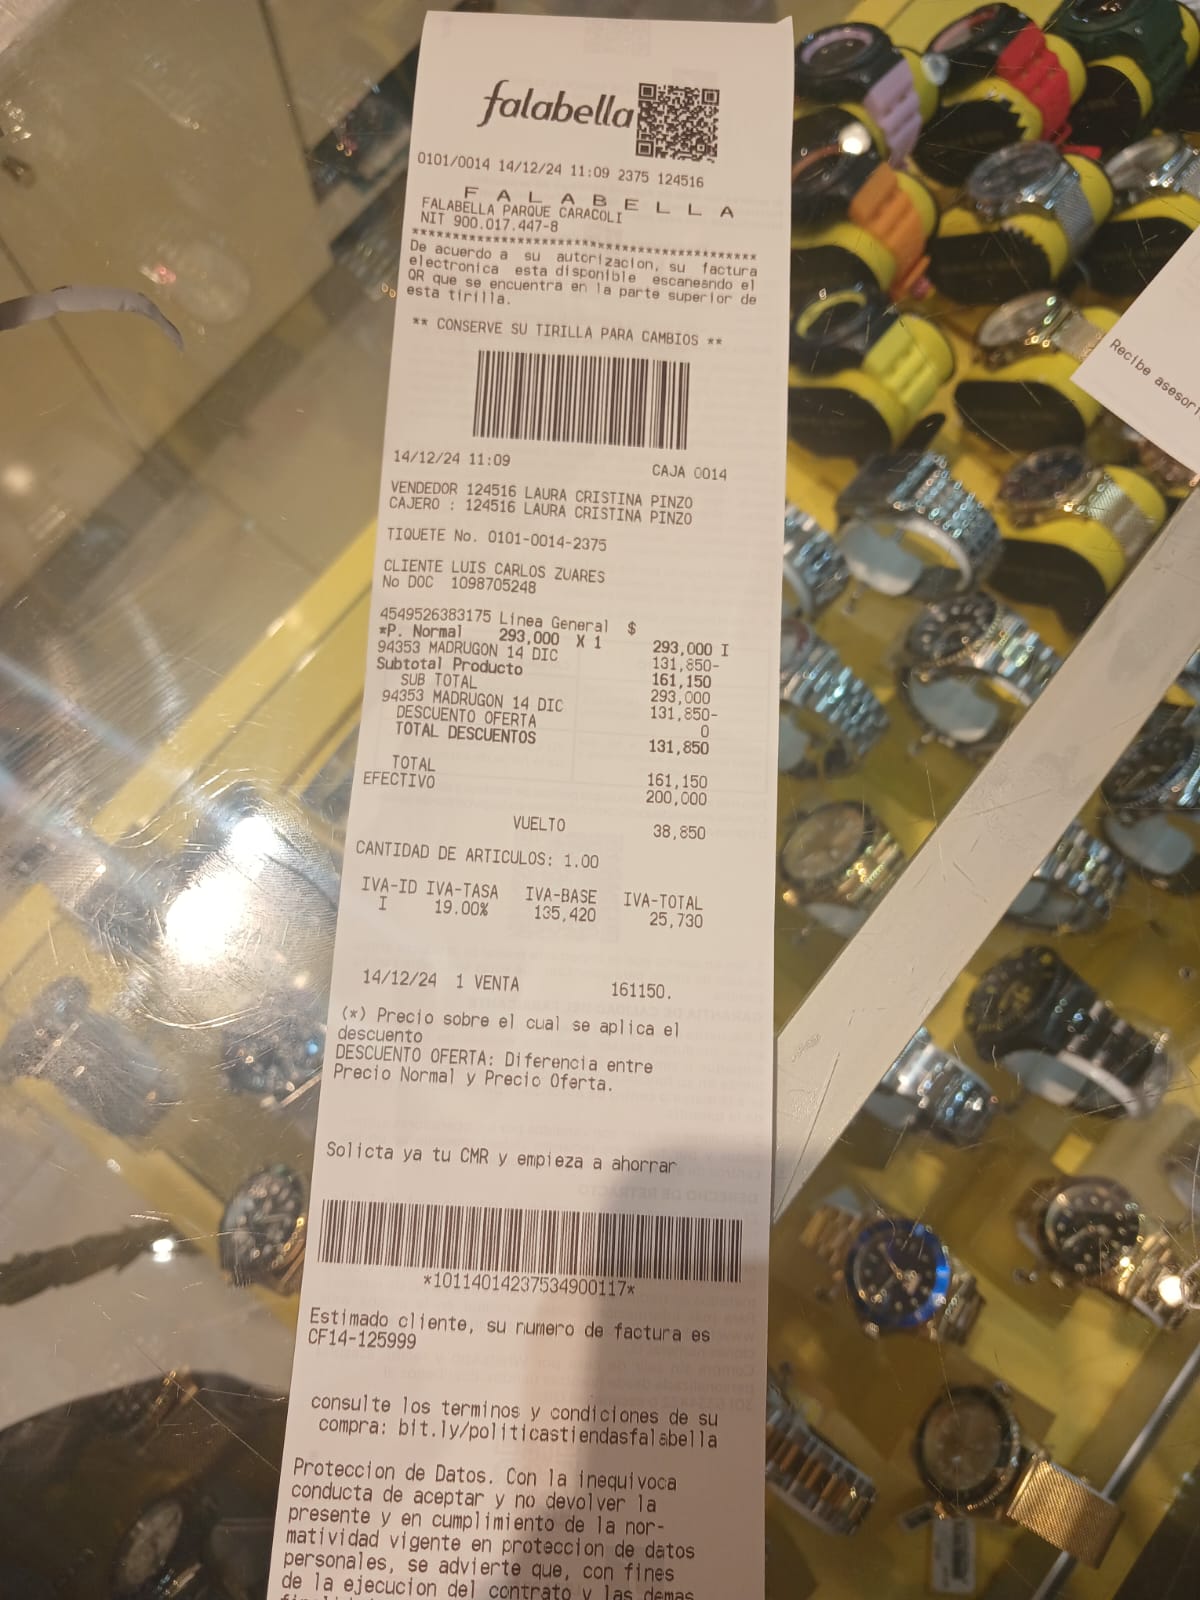 falabella
0101/0014 14/12/24 11:09 2375 124516
F A L A B E L L A
FALABELLA PARQUE CARACOLI
NIT 900.017.447-8
******************************************
De acuerdo a su autorizacion, su factura
electronica esta disponible escaneando el
QR que se encuentra en la parte superior de
esta tirilla.
** CONSERVE SU TIRILLA PARA CAMBIOS **
14/12/24 11:09 CAJA 0014
VENDEDOR 124516 LAURA CRISTINA PINZO
CAJERO : 124516 LAURA CRISTINA PINZO
TIQUETE No. 0101-0014-2375
CLIENTE LUIS CARLOS ZUARES
No DOC 1098705248
4549526383175 Linea General $
*P. Normal 293,000 X 1 293,000 I
94353 MADRUGON 14 DIC 131,850-
Subtotal Producto 161,150
SUB TOTAL 293,000
94353 MADRUGON 14 DIC 131,850-
DESCUENTO OFERTA 0
TOTAL DESCUENTOS 131,850
TOTAL 161,150
EFECTIVO 200,000
VUELTO 38,850
CANTIDAD DE ARTICULOS: 1.00
IVA-ID IVA-TASA IVA-BASE IVA-TOTAL
I 19.00% 135,420 25,730
14/12/24 1 VENTA 161150.
(*) Precio sobre el cual se aplica el
descuento
DESCUENTO OFERTA: Diferencia entre
Precio Normal y Precio Oferta.
Solicta ya tu CMR y empieza a ahorrar
*10114014237534900117*
Estimado cliente, su numero de factura es
CF14-125999
consulte los terminos y condiciones de su
compra: bit.ly/politicastiendasfalabella
Proteccion de Datos. Con la inequivoca
conducta de aceptar y no devolver la
presente y en cumplimiento de la nor-
matividad vigente en proteccion de datos
personales, se advierte que, con fines
de la ejecucion del contrato y las demas
Recibe asesorí